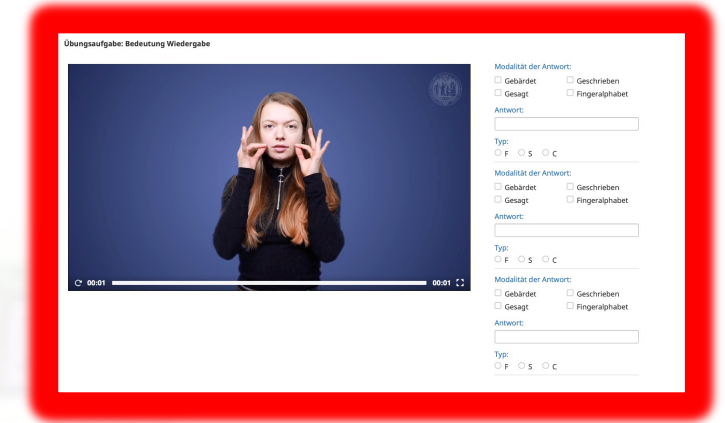 Übungsaufgabe: Bedeutung Wiedergabe
Modalität der Antwort:
Gebärdet Geschrieben
Gesagt Fingeralphabet
Antwort:
Typ:
F S C
Modalität der Antwort:
Gebärdet Geschrieben
Gesagt Fingeralphabet
Antwort:
Typ:
F S C
00:01 00:01
Modalität der Antwort:
Gebärdet Geschrieben
Gesagt Fingeralphabet
Antwort:
Typ:
F S C